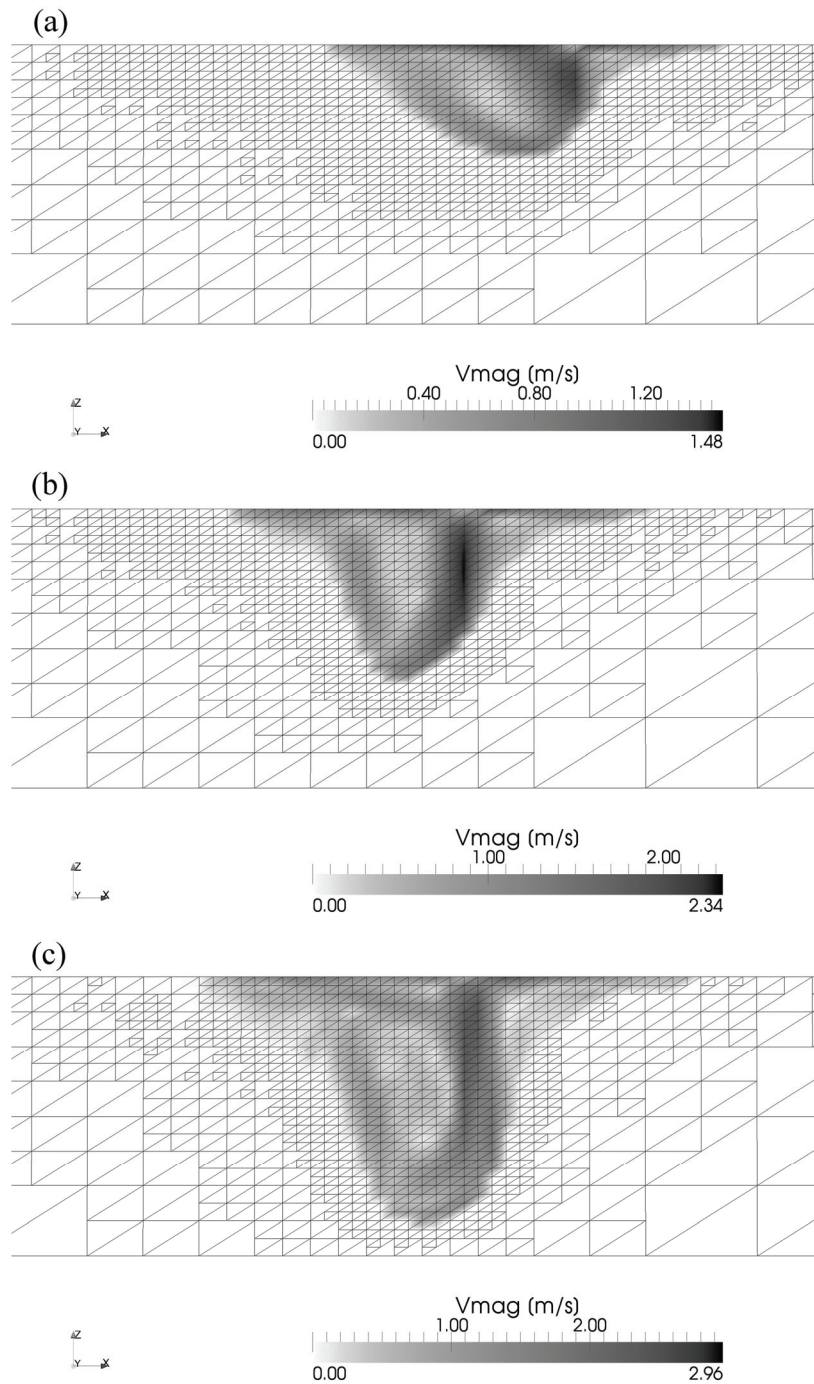 (a)
Vmag (m/s)
0.40 0.80 1.20
0.00 1.48
Z
Y X
(b)
Vmag (m/s)
1.00 2.00
0.00 2.34
Z
Y X
(c)
Vmag (m/s)
1.00 2.00
0.00 2.96
Z
Y X